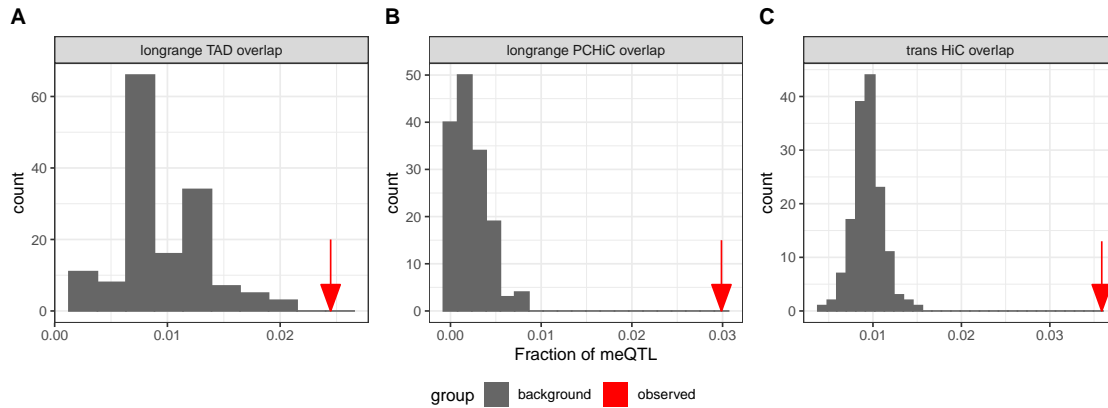 A
B
C
longrange TAD overlap
longrange PCHiC overlap
trans HiC overlap
count
60
40
20
0
0.00
0.01
0.02
count
50
40
30
20
10
0
0.00
0.01
0.02
0.03
count
40
30
20
10
0
0.01
0.02
0.03
Fraction of meQTL
group
background
observed